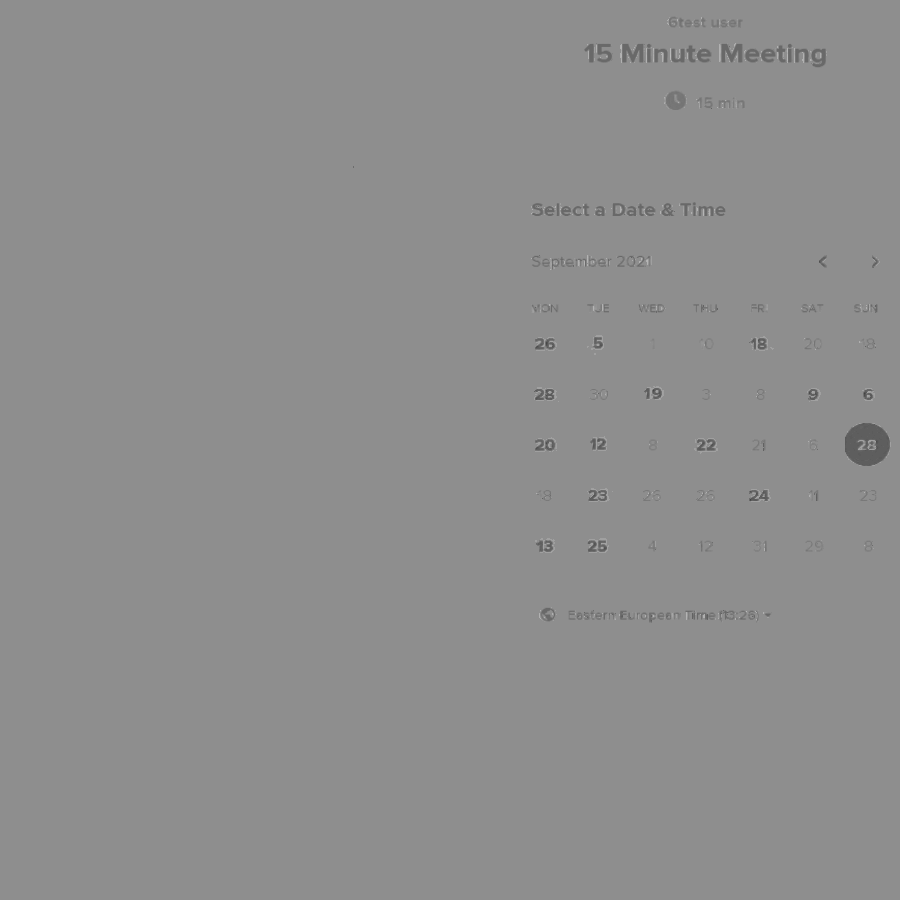 6test user
15 Minute Meeting
15 min
Select a Date & Time
September 2021
MON TUE WED THU FRI SAT SUN
26 5 1 10 18 20 18
28 30 19 3 8 9 6
20 12 8 22 21 6 28
18 23 26 26 24 11 23
13 25 4 12 31 29 8
Eastern European Time (13:26)